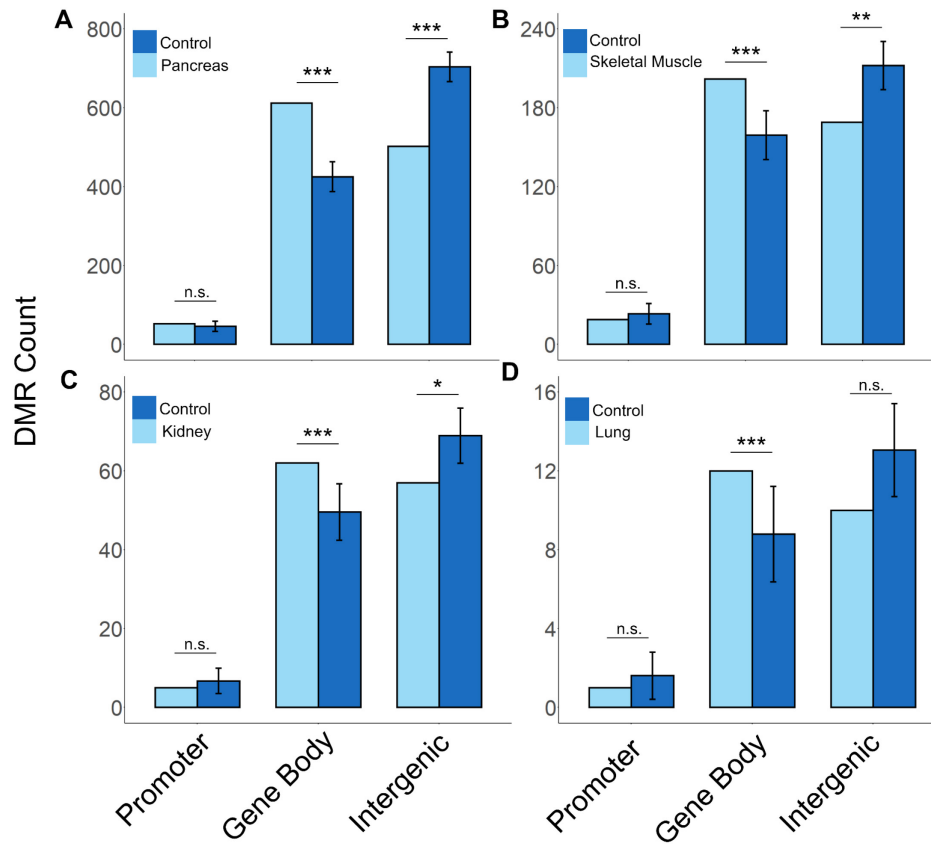 A
Control
Pancreas
800
600
400
200
0
n.s.
***
***
B
Control
Skeletal Muscle
240
180
120
60
0
n.s.
***
**
DMR Count
C
Control
Kidney
80
60
40
20
0
n.s.
***
*
D
Control
Lung
16
12
8
4
0
n.s.
***
n.s.
Promoter
Gene Body
Intergenic
Promoter
Gene Body
Intergenic